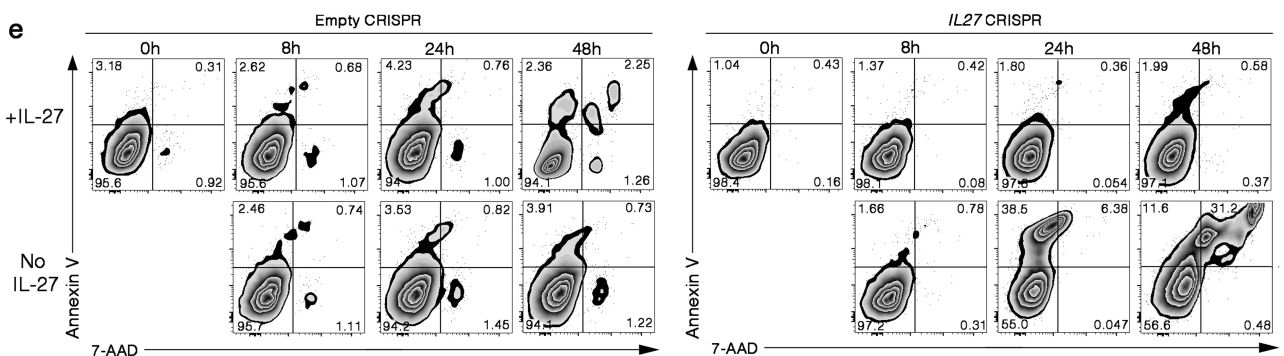 e
Empty CRISPR
IL27 CRISPR
0h 8h 24h 48h
0h 8h 24h 48h
+IL-27
3.18 0.31 2.62 0.68 4.23 0.76 2.36 2.25
1.04 0.43 1.37 0.42 1.80 0.36 1.99 0.58
95.6 0.92 95.6 1.07 94 1.00 94.1 1.26
98.4 0.16 98.1 0.08 0.054 0.37
No
IL-27
Annexin V
Annexin V
2.46 0.74 3.53 0.82 3.91 0.73
1.66 0.78 38.5 6.38 11.6 31.2
95.7 1.11 94.2 1.45 94.1 1.22
97.2 0.31 55.0 0.047 56.6 0.48
7-AAD
7-AAD